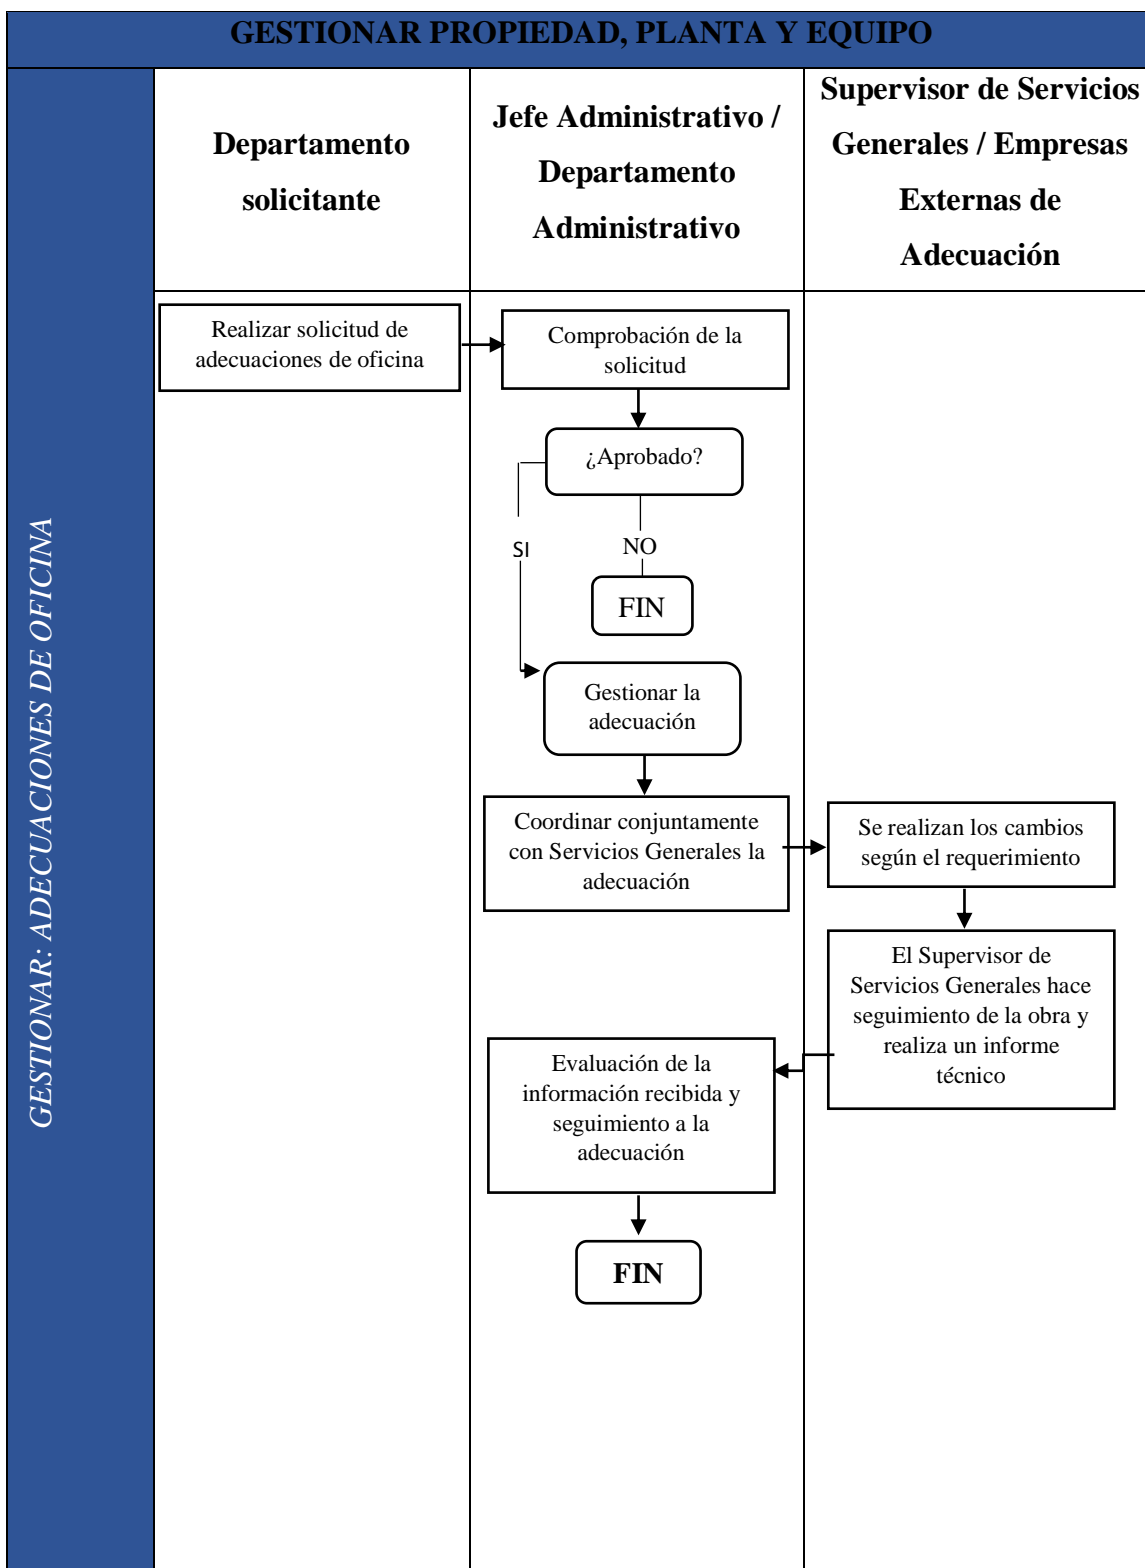 GESTIONAR PROPIEDAD, PLANTA Y EQUIPO
GESTIONAR: ADECUACIONES DE OFICINA
Departamento
solicitante
Jefe Administrativo /
Departamento
Administrativo
Supervisor de Servicios
Generales / Empresas
Externas de
Adecuación
Realizar solicitud de
adecuaciones de oficina
Comprobación de la
solicitud
¿Aprobado?
SI
NO
FIN
Gestionar la
adecuación
Coordinar conjuntamente
con Servicios Generales la
adecuación
Se realizan los cambios
según el requerimiento
El Supervisor de
Servicios Generales hace
seguimiento de la obra y
realiza un informe
técnico
Evaluación de la
información recibida y
seguimiento a la
adecuación
FIN